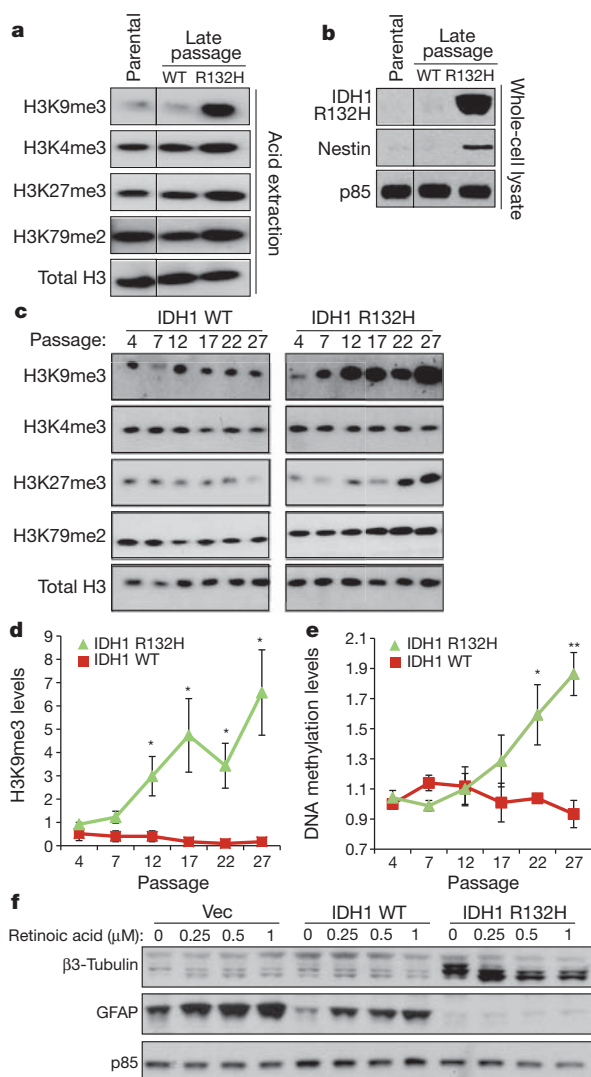 a
Parental
Late
passage
WT R132H
H3K9me3
H3K4me3
H3K27me3
H3K79me2
Total H3
Acid extraction
b
Parental
Late
passage
WT R132H
IDH1
R132H
Nestin
p85
Whole-cell lysate
c
IDH1 WT IDH1 R132H
Passage: 4 7 12 17 22 27 4 7 12 17 22 27
H3K9me3
H3K4me3
H3K27me3
H3K79me2
Total H3
d
IDH1 R132H
IDH1 WT
H3K9me3 levels
9
8
7
6
5
4
3
2
1
0
* * * *
4 7 12 17 22 27
Passage
e
IDH1 R132H
IDH1 WT
DNA methylation levels
2.1
1.9
1.7
1.5
1.3
1.1
0.9
0.7
* **
4 7 12 17 22 27
Passage
f
Vec IDH1 WT IDH1 R132H
Retinoic acid (μM): 0 0.25 0.5 1 0 0.25 0.5 1 0 0.25 0.5 1
β3-Tubulin
GFAP
p85